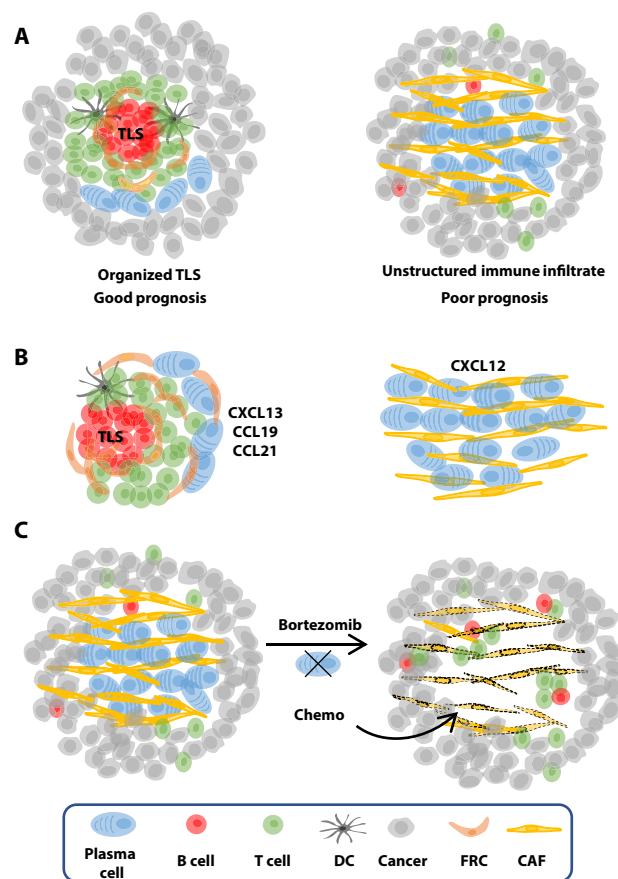 A
TLS
Organized TLS
Good prognosis
Unstructured immune infiltrate
Poor prognosis
B
TLS
CXCL13
CCL19
CCL21
CXCL12
C
Bortezomib
Chemo
Plasma
cell
B cell
T cell
DC
Cancer
FRC
CAF